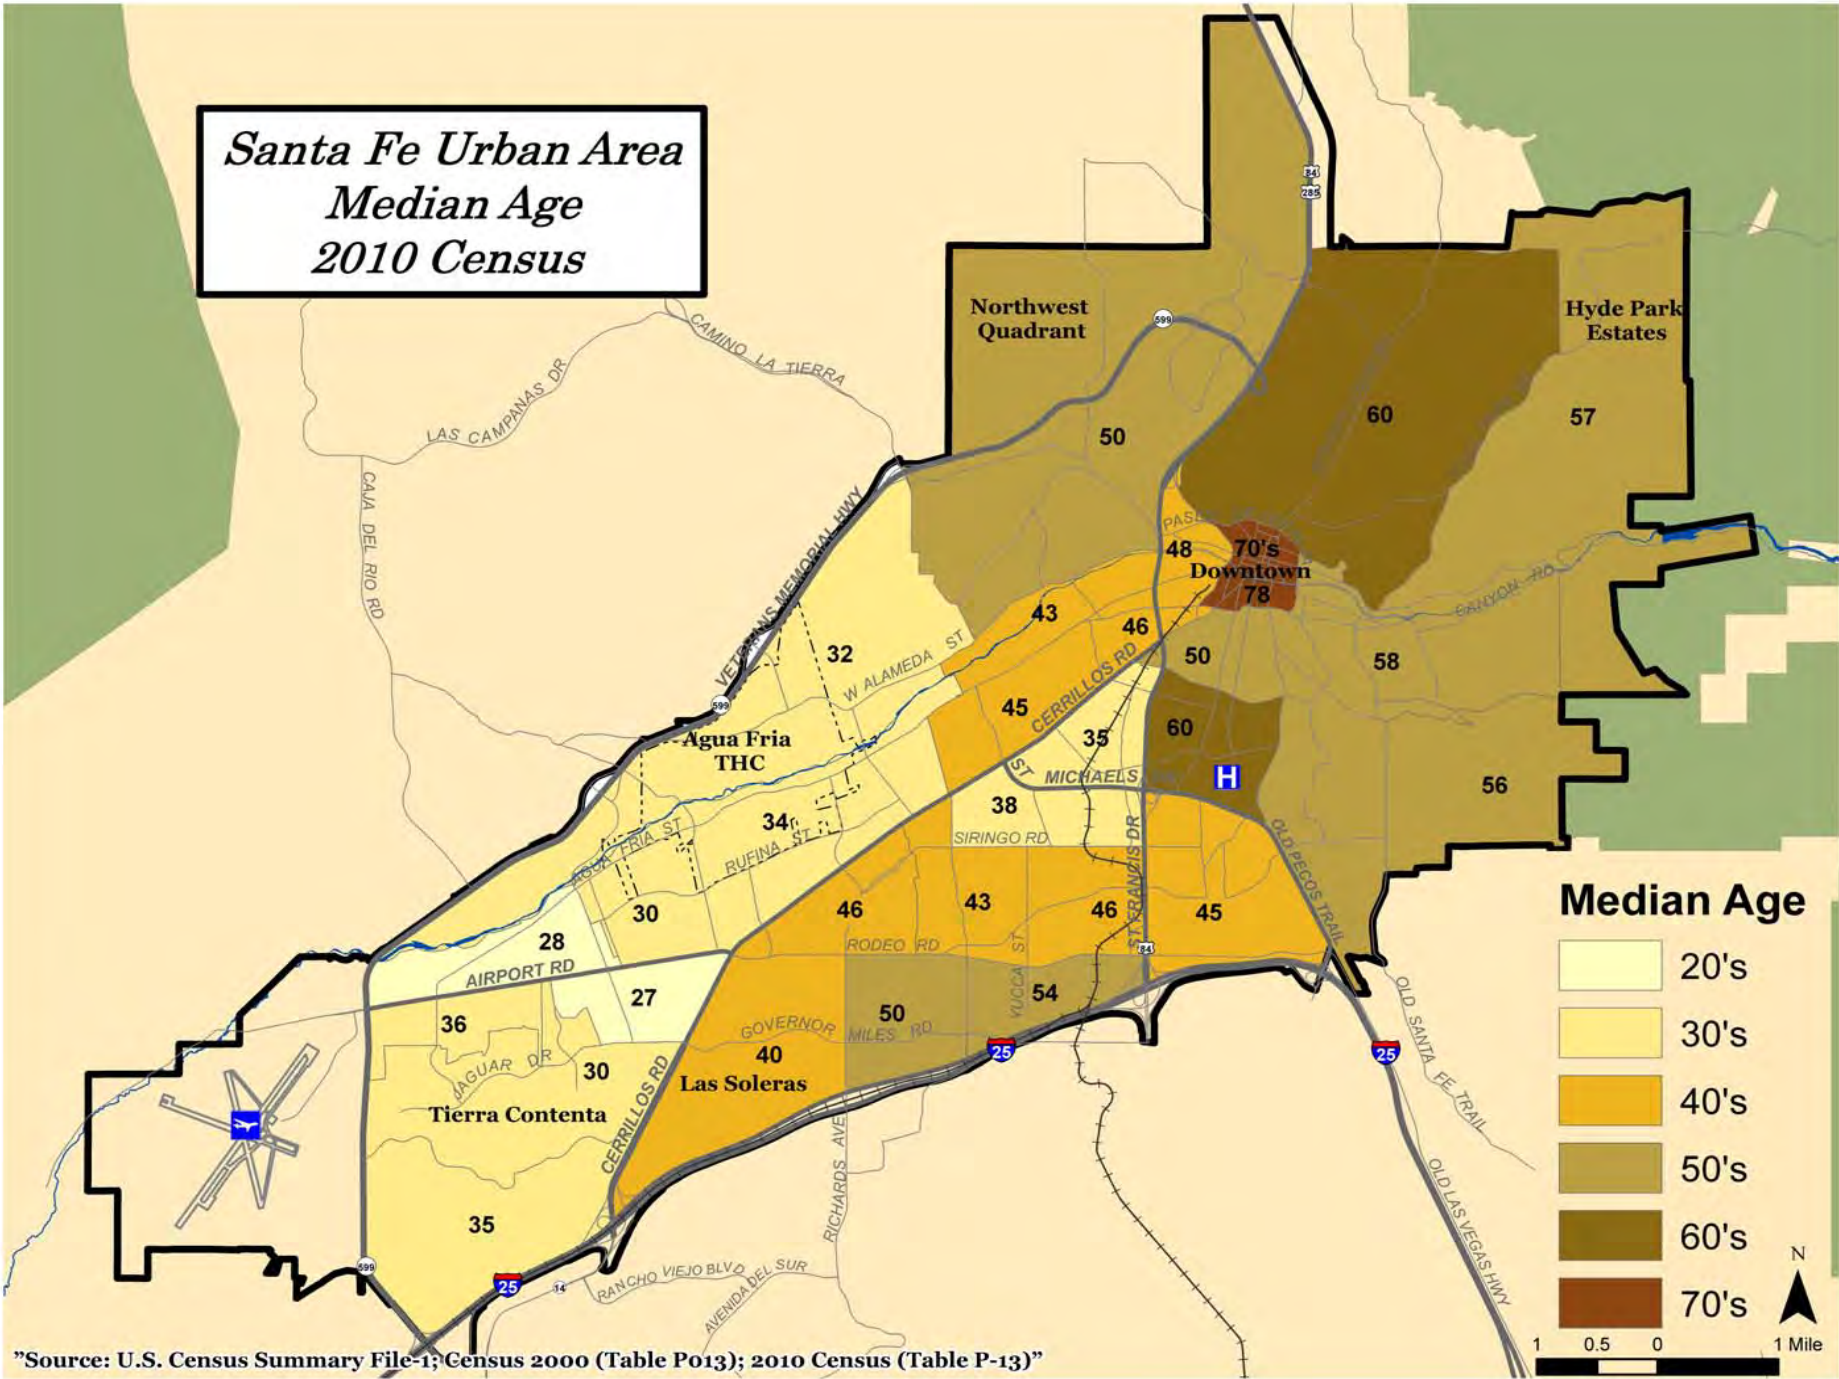 Santa Fe Urban Area
Median Age
2010 Census
84
285
Northwest
Quadrant
Hyde Park
Estates
599
CAMINO LA TIERRA
LAS CAMPANAS DR
60
57
50
CAJA DEL RIO RD
VETERANS MEMORIAL HWY
48
70's
Downtown
78
CANYON RD
43
46
32
W ALAMEDA ST
50
58
599
45
CERRILLOS RD
35
60
Agua Fria
THC
ST MICHAELS
H
56
38
34
AGUA FRIA ST
RUFINA ST
SIRINGO RD
ST FRANCIS DR
OLD PECOS TRAIL
30
46
43
46
45
28
RODEO RD
YUCCA ST
84
AIRPORT RD
27
54
50
36
GOVERNOR MILES RD
25
25
OLD SANTA FE TRAIL
JAGUAR DR
30
40
Las Soleras
Tierra Contenta
CERRILLOS RD
RICHARDS AVE
35
OLD LAS VEGAS HWY
599
25
14
RANCHO VIEJO BLVD
AVENIDA DEL SUR
Median Age
20's
30's
40's
50's
60's
70's
N
1 0.5 0 1 Mile
"Source: U.S. Census Summary File-1; Census 2000 (Table P013); 2010 Census (Table P-13)"